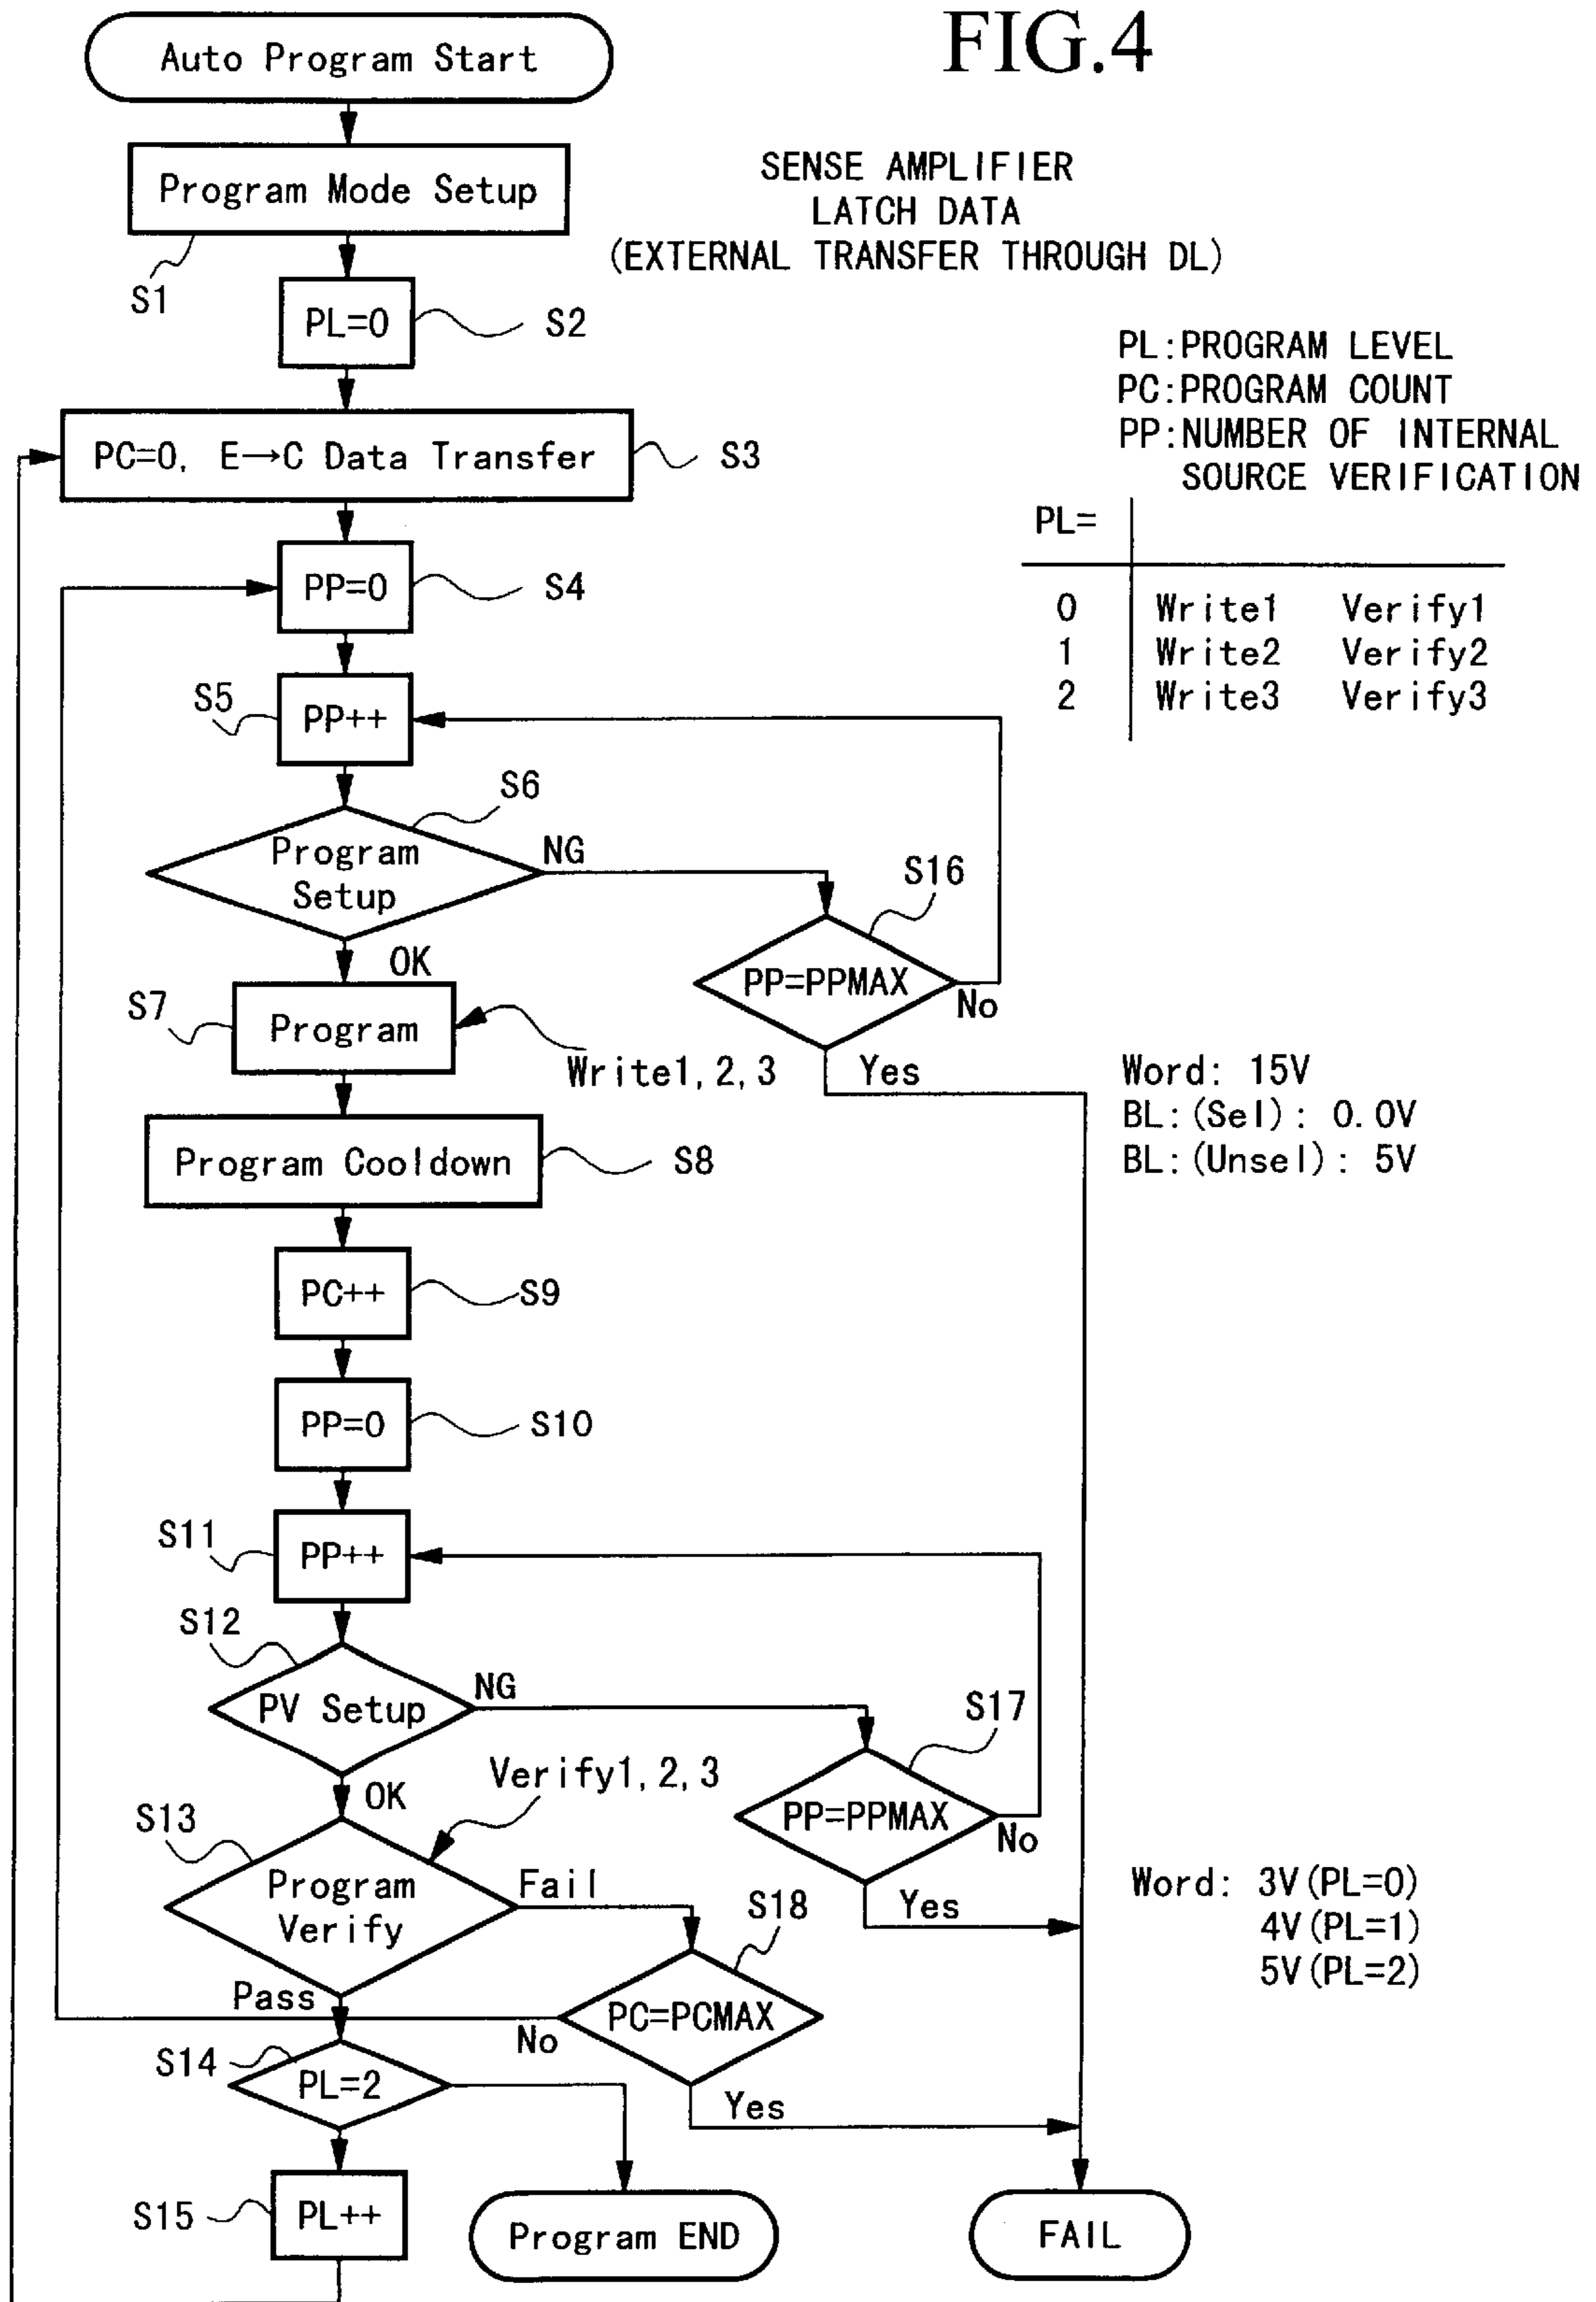 FIG.4
Auto Program Start
Program Mode Setup
S1
SENSE AMPLIFIER
LATCH DATA
(EXTERNAL TRANSFER THROUGH DL)
PL=0
S2
PL:PROGRAM LEVEL
PC:PROGRAM COUNT
PP:NUMBER OF INTERNAL
SOURCE VERIFICATION
PC=0, E→C Data Transfer
S3
PL=
0 Write1 Verify1
1 Write2 Verify2
2 Write3 Verify3
PP=0
S4
S5
PP++
S6
Program
Setup
NG
S16
PP=PPMAX
No
Yes
OK
S7
Program
Write1,2,3
Word: 15V
BL:(Sel): 0.0V
BL:(Unsel): 5V
Program Cooldown
S8
PC++
S9
PP=0
S10
S11
PP++
S12
PV Setup
NG
S17
PP=PPMAX
No
Yes
OK
Verify1,2,3
S13
Program
Verify
Fail
S18
PC=PCMAX
No
Yes
Word: 3V(PL=0)
4V(PL=1)
5V(PL=2)
Pass
S14
PL=2
S15
PL++
Program END
FAIL